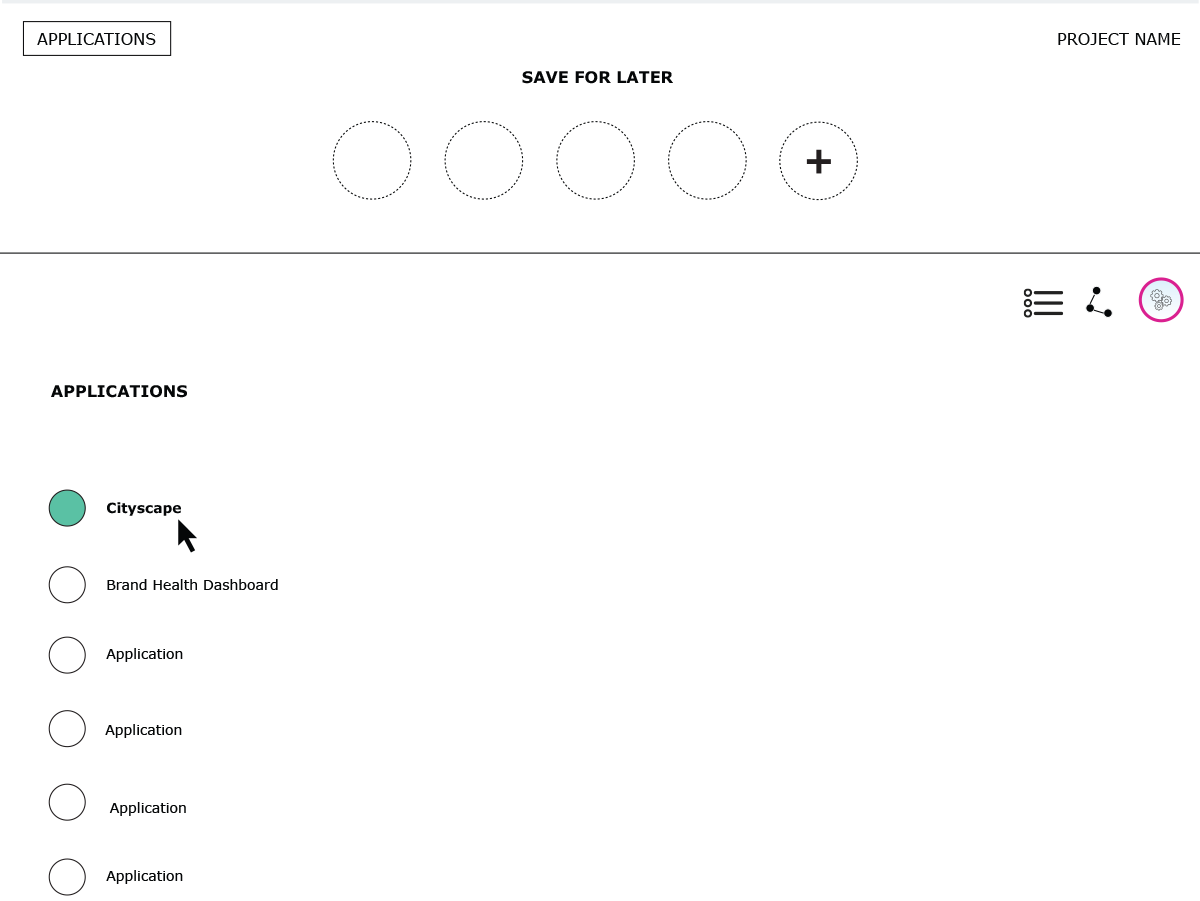 APPLICATIONS
PROJECT NAME
SAVE FOR LATER
APPLICATIONS
Cityscape
Brand Health Dashboard
Application
Application
Application
Application